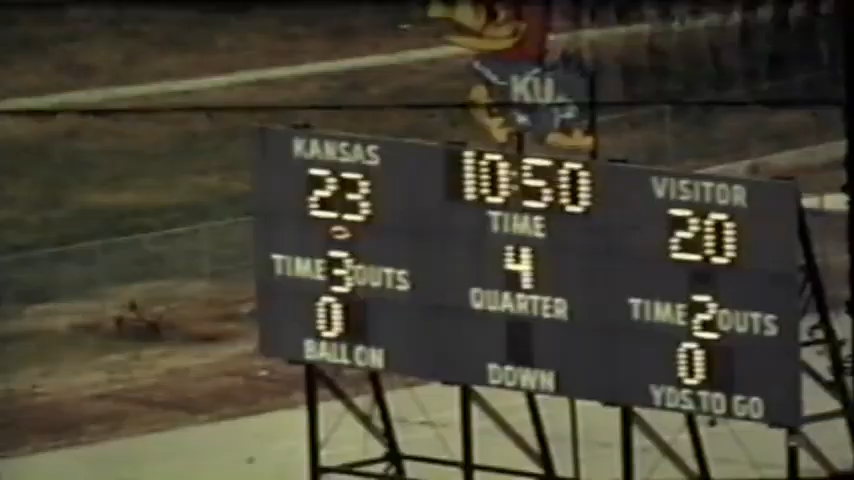 KU
KANSAS
23
10:50
TIME
VISITOR
20
TIME 3 OUTS
4
QUARTER
TIME 2 OUTS
0
BALL ON
DOWN
0
YDS. TO GO